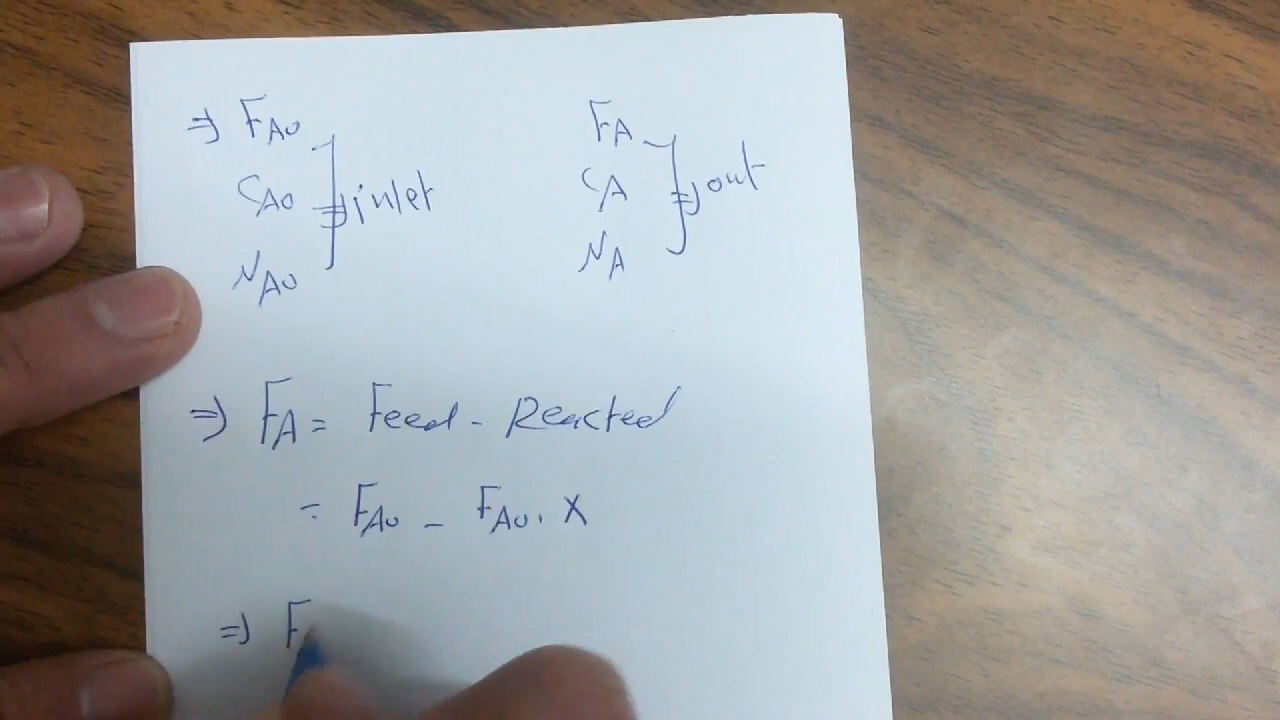 ⇒ FA0 FA
CA0 ⇒ inlet CA ⇒ out
NA0 NA
⇒ FA = Feed - Reacted
= FA0 - FA0 . X
⇒ F